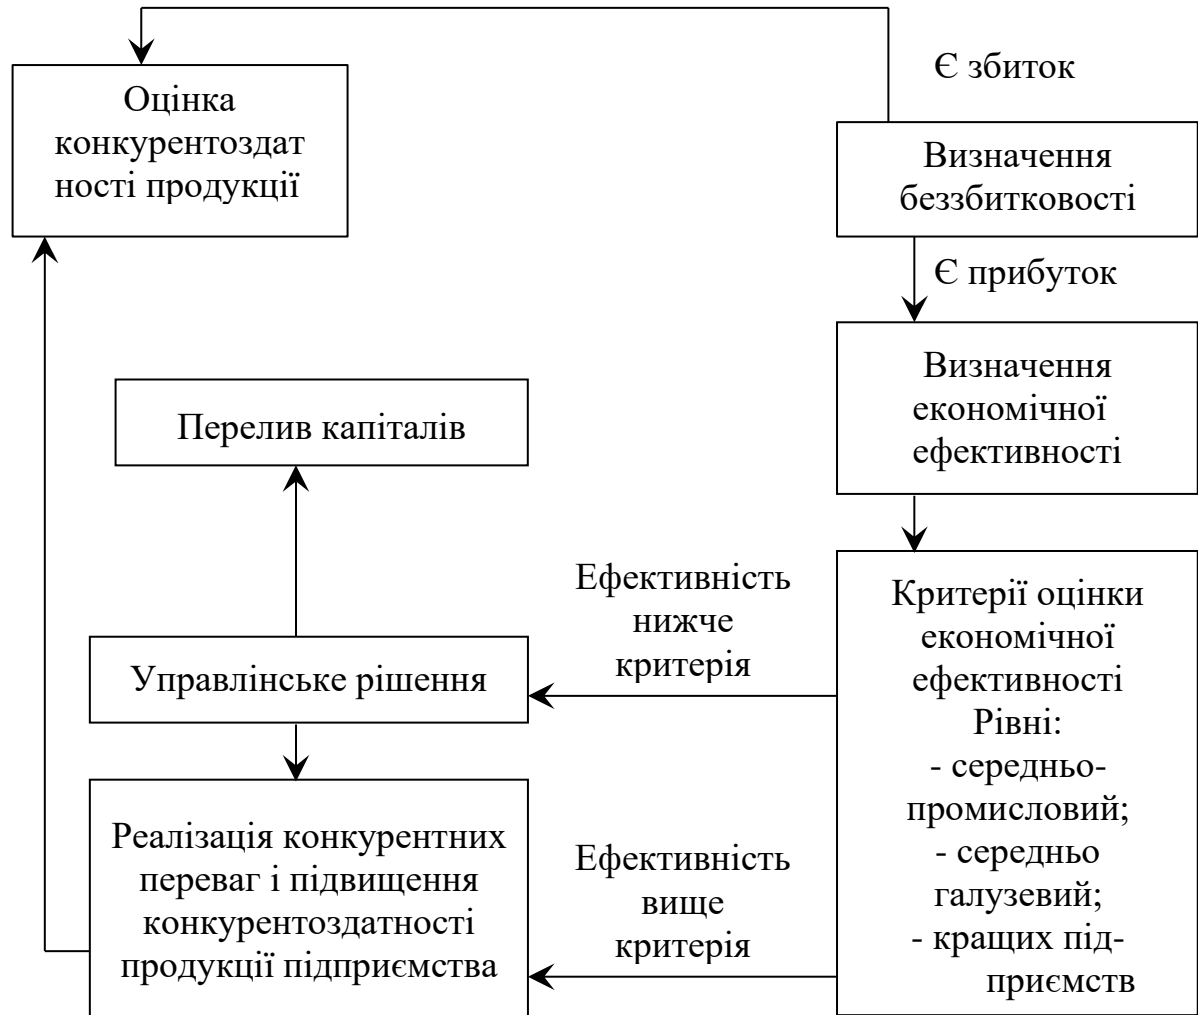 Є збиток
Оцінка
конкурентоздат
ності продукції
Визначення
беззбитковості
Є прибуток
Визначення
економічної
ефективності
Перелив капіталів
Ефективність
нижче
критерія
Управлінське рішення
Критерії оцінки
економічної
ефективності
Рівні:
- середньо-
промисловий;
- середньо
галузевий;
- кращих під-
приємств
Реалізація конкурентних
переваг і підвищення
конкурентоздатності
продукції підприємства
Ефективність
вище
критерія